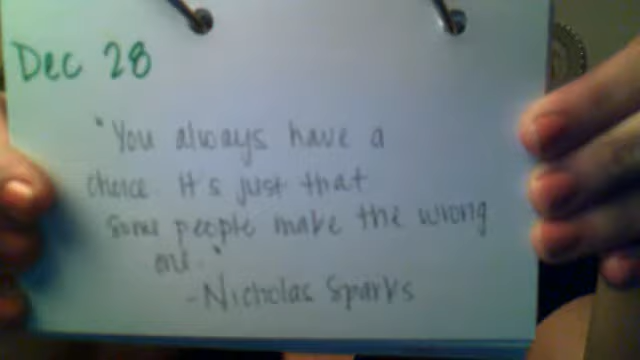 Dec 28
"You always have a
choice. It's just that
some people make the wrong
one."
-Nicholas Sparks